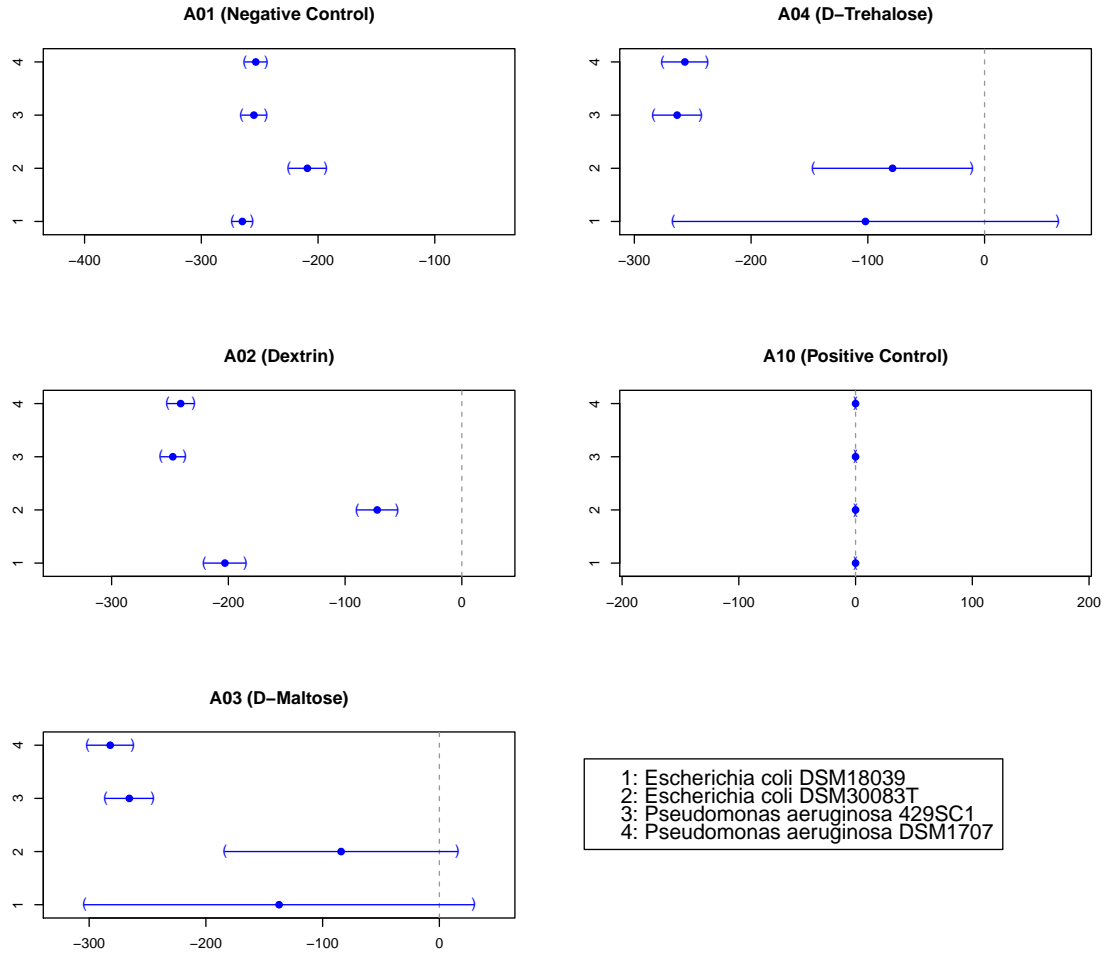 A01 (Negative Control)
4
3
2
1
−400 −300 −200 −100
A04 (D−Trehalose)
4
3
2
1
−300 −200 −100 0
A02 (Dextrin)
4
3
2
1
−300 −200 −100 0
A10 (Positive Control)
4
3
2
1
−200 −100 0 100 200
A03 (D−Maltose)
4
3
2
1
−300 −200 −100 0
1: Escherichia coli DSM18039
2: Escherichia coli DSM30083T
3: Pseudomonas aeruginosa 429SC1
4: Pseudomonas aeruginosa DSM1707